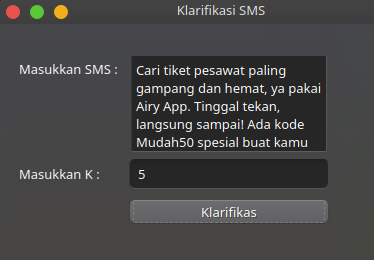 Klarifikasi SMS
Masukkan SMS :
Cari tiket pesawat paling
gampang dan hemat, ya pakai
Airy App. Tinggal tekan,
langsung sampai! Ada kode
Mudah50 spesial buat kamu
Masukkan K :
5
Klarifikas